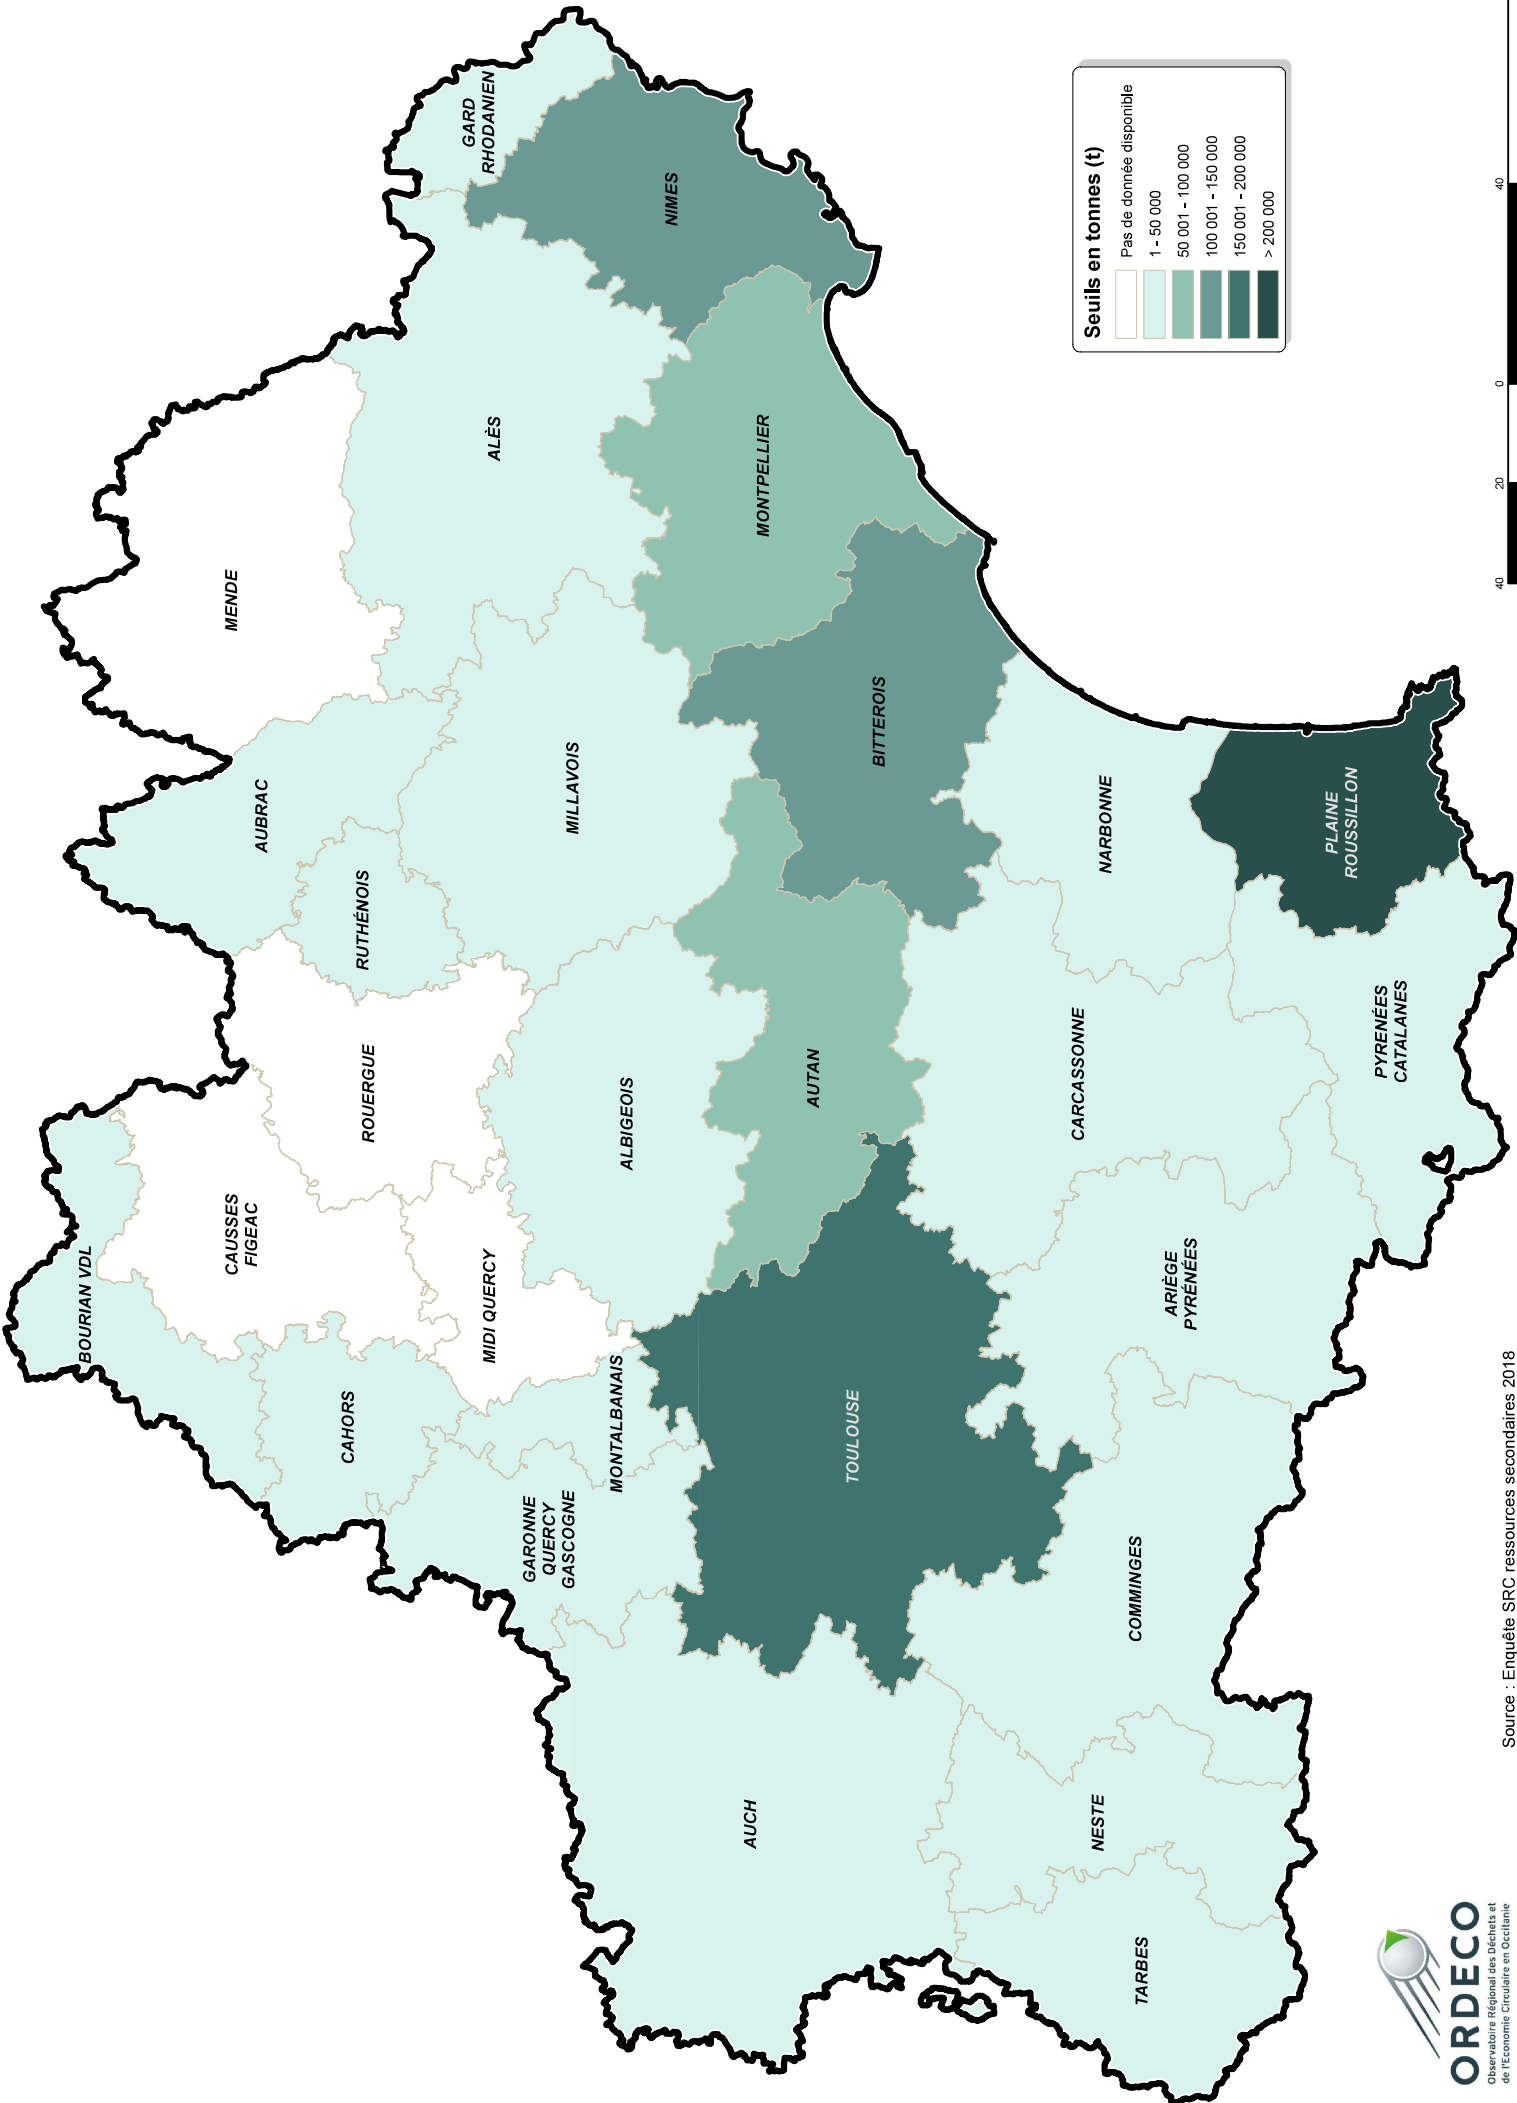 BOURIAN VDL
CAUSSES
FIGEAC
MENDE
AUBRAC
CAHORS
ROUERGUE
RUTHÉNOIS
GARD
RHODANIEN
ALÈS
MIDI QUERCY
GARONNE
QUERCY
GASCOGNE
MONTALBANAIS
ALBIGEOIS
MILLAVOIS
NIMES
AUCH
TOULOUSE
AUTAN
BITTEROIS
MONTPELLIER
TARBES
NESTE
COMMINGES
ARIÈGE
PYRÉNÉES
CARCASSONNE
NARBONNE
PYRENÉES
CATALANES
PLAINE
ROUSSILLON
Seuils en tonnes (t)
Pas de donnée disponible
1 - 50 000
50 001 - 100 000
100 001 - 150 000
150 001 - 200 000
> 200 000
ORDECO
Observatoire Régional des Déchets et
de l'Economie Circulaire en Occitanie
Source : Enquête SRC ressources secondaires 2018
40 20 0 40